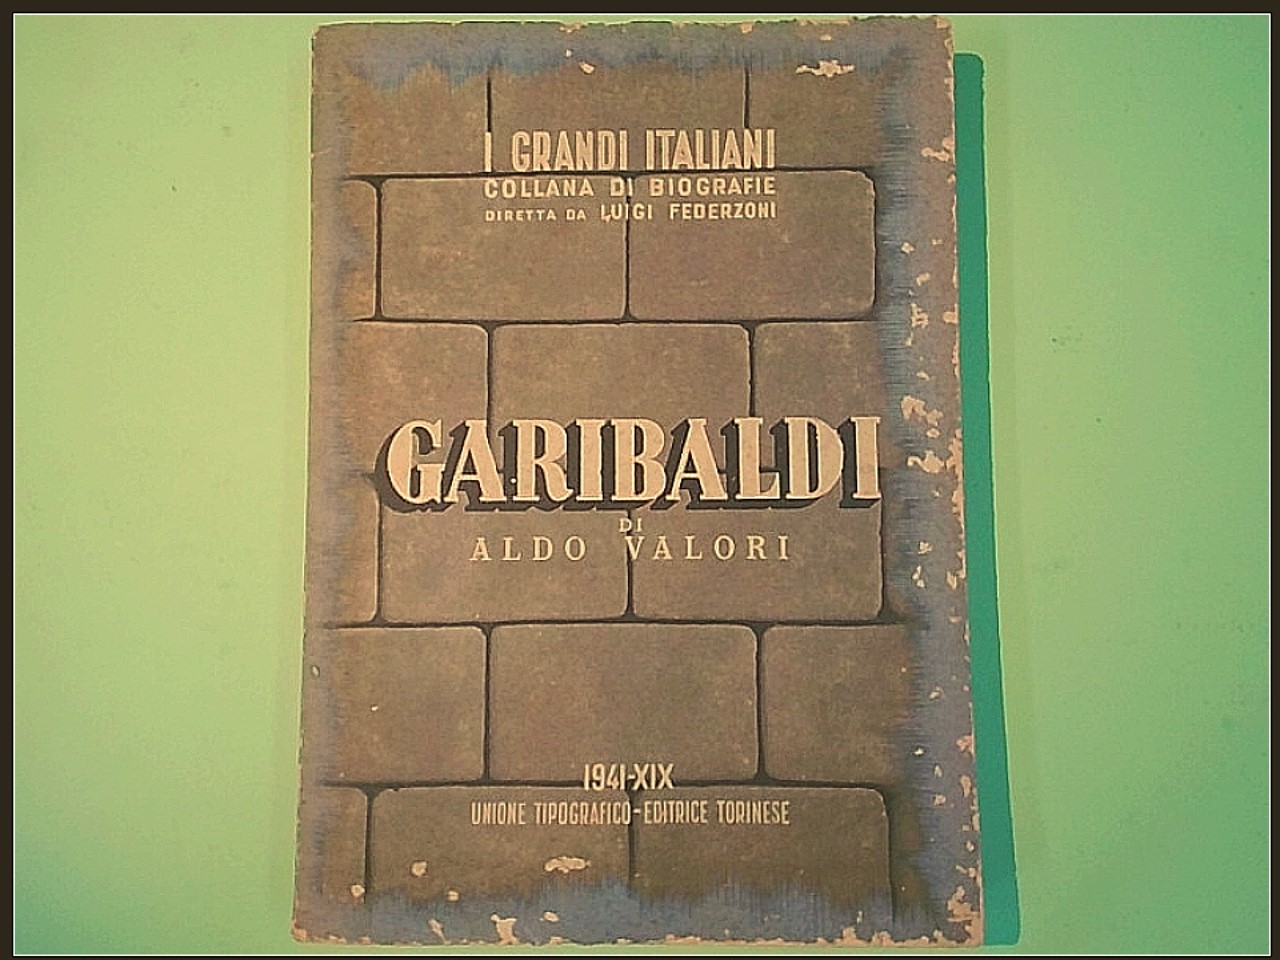 I GRANDI ITALIANI
COLLANA DI BIOGRAFIE
DIRETTA DA LUIGI FEDERZONI
GARIBALDI
DI
ALDO VALORI
1941-XIX
UNIONE TIPOGRAFICO-EDITRICE TORINESE